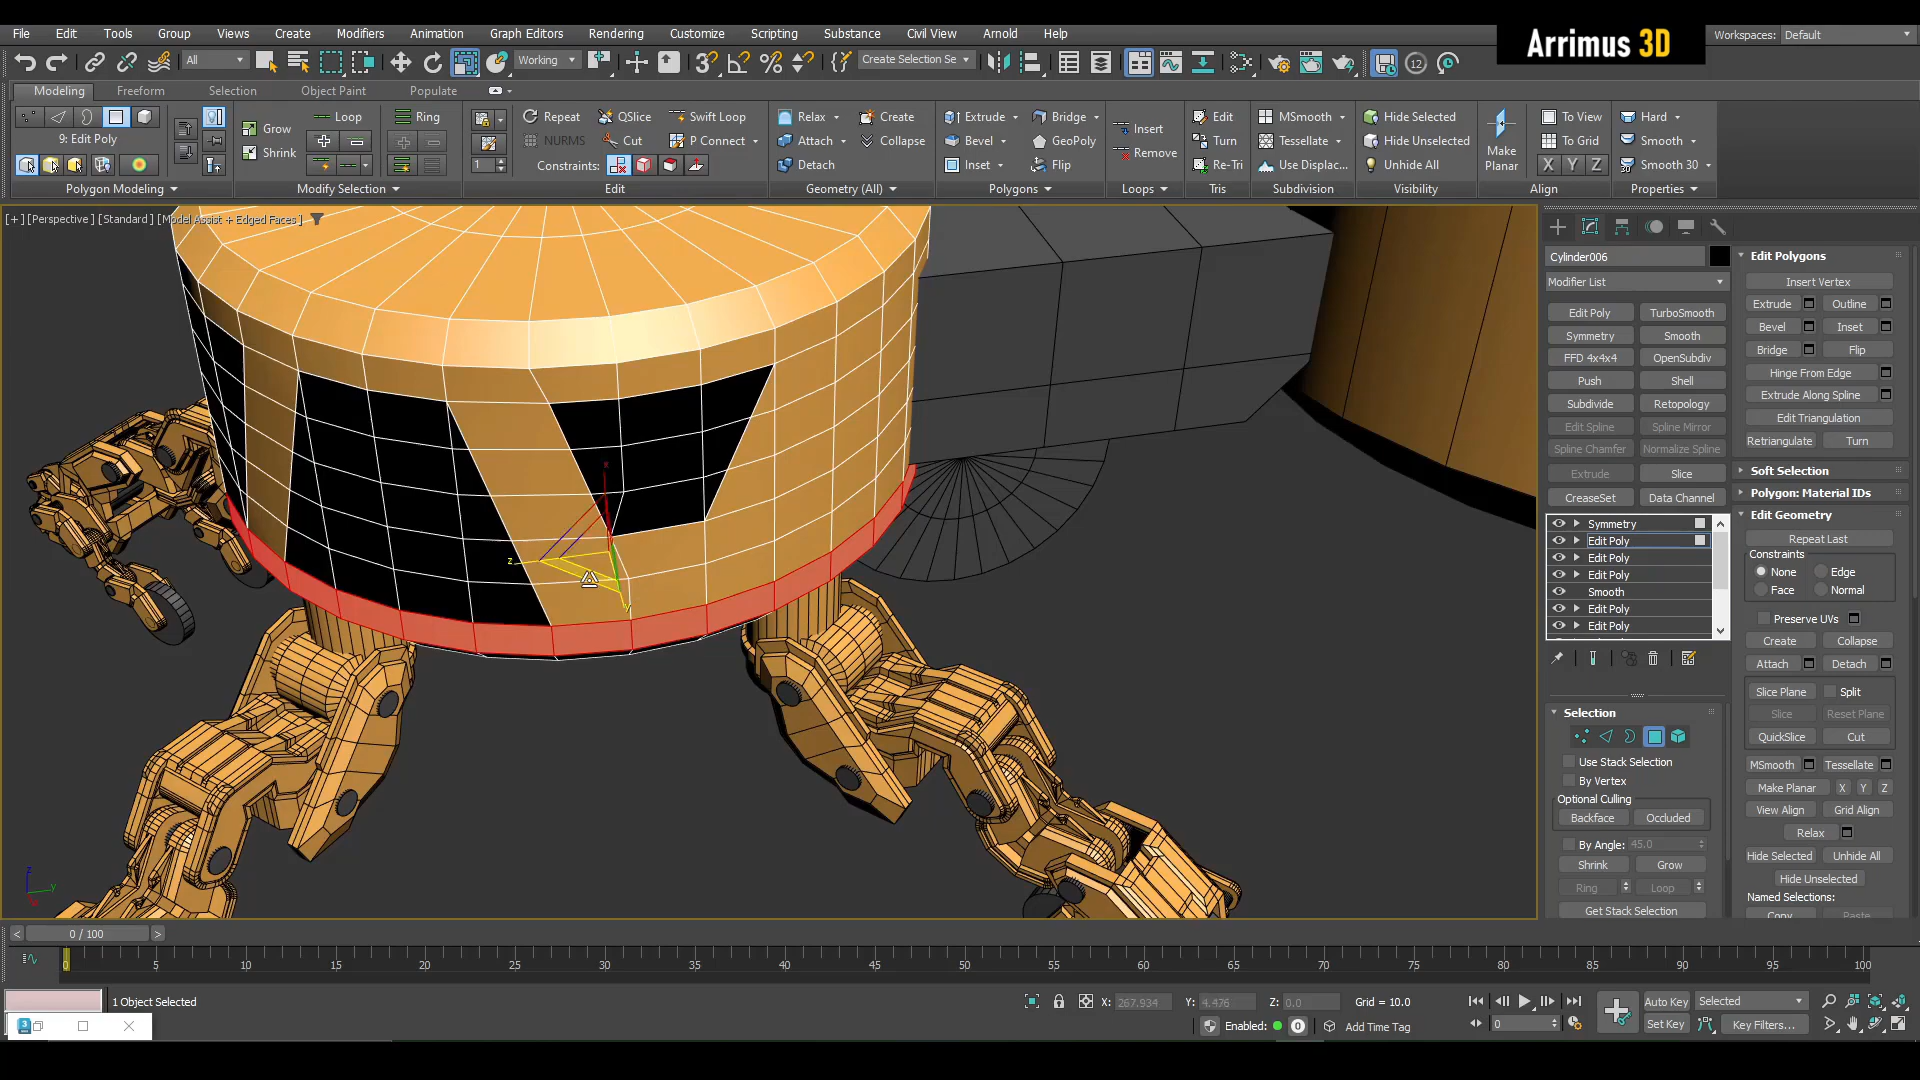 File Edit Tools Group Views Create Modifiers Animation Graph Editors Rendering Customize Scripting Substance Civil View Arnold Help
Arrimus 3D
Workspaces: Default
All Working Create Selection Se 12
Modeling Freeform Selection Object Paint Populate
Loop Ring Repeat QSlice Swift Loop Relax Create Extrude Bridge Edit MSmooth Hide Selected To View Hard
Grow Insert
9: Edit Poly
NURMS Cut P Connect Attach Collapse Bevel GeoPoly Turn Tessellate Hide Unselected To Grid Smooth
Shrink Remove Make Planar
1 Constraints: Detach Inset Flip Re-Tri Use Displac... Unhide All X Y Z Smooth 30
Polygon Modeling Modify Selection Edit Geometry (All) Polygons Loops Tris Subdivision Visibility Align Properties
[+] [Perspective] [Standard] [Model Assist + Edged Faces]
x
z
y
z
y
Cylinder006
Modifier List
Edit Poly TurboSmooth
Symmetry Smooth
FFD 4x4x4 OpenSubdiv
Push Shell
Subdivide Retopology
Edit Spline Spline Mirror
Spline Chamfer Normalize Spline
Extrude Slice
CreaseSet Data Channel
Symmetry
Edit Poly
Edit Poly
Edit Poly
Smooth
Edit Poly
Edit Poly
Selection
Use Stack Selection
By Vertex
Optional Culling
Backface Occluded
By Angle: 45.0
Shrink Grow
Ring Loop
Get Stack Selection
Edit Polygons
Insert Vertex
Extrude Outline
Bevel Inset
Bridge Flip
Hinge From Edge
Extrude Along Spline
Edit Triangulation
Retriangulate Turn
Soft Selection
Polygon: Material IDs
Edit Geometry
Repeat Last
Constraints
None Edge
Face Normal
Preserve UVs
Create Collapse
Attach Detach
Slice Plane Split
Slice Reset Plane
QuickSlice Cut
MSmooth Tessellate
Make Planar X Y Z
View Align Grid Align
Relax
Hide Selected Unhide All
Hide Unselected
Named Selections:
Copy Paste
< 0 / 100 >
0 5 10 15 20 25 30 35 40 45 50 55 60 65 70 75 80 85 90 95 100
1 Object Selected
X: 267.934 Y: 4.476 Z: 0.0 Grid = 10.0
Auto Key Selected
Enabled: 0 Add Time Tag
0 Set Key Key Filters...
3